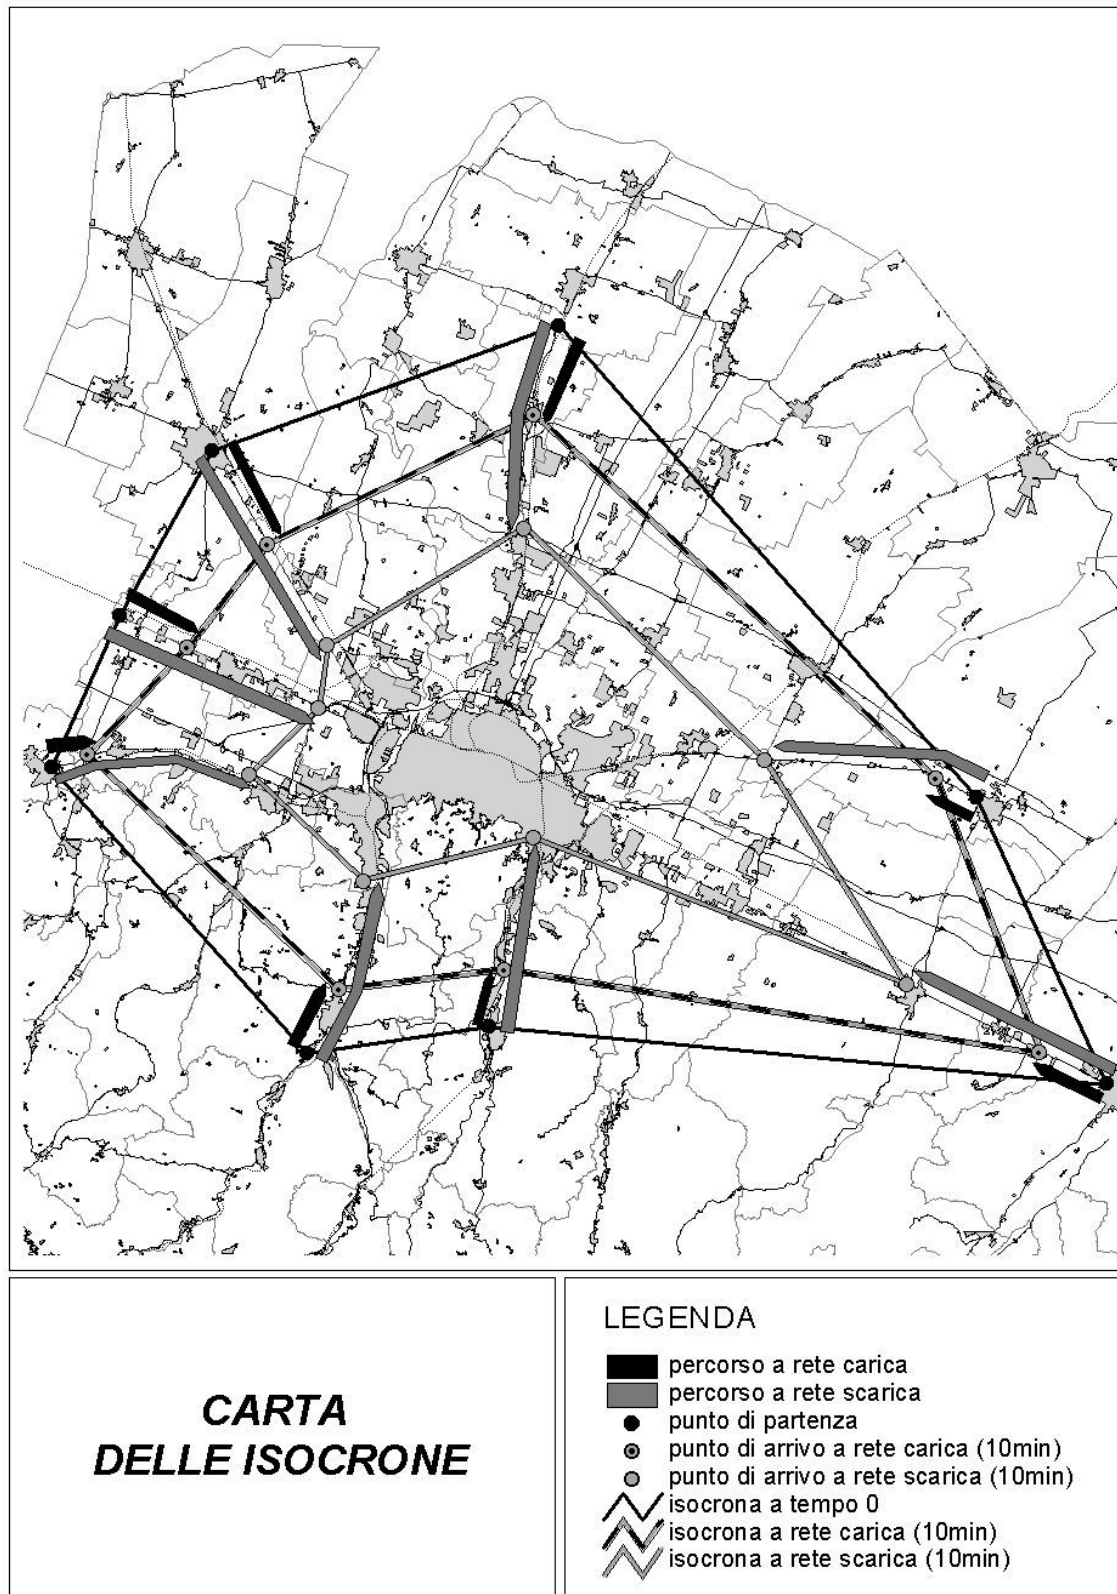 CARTA
DELLE ISOCRONE
LEGENDA
percorso a rete carica
percorso a rete scarica
punto di partenza
punto di arrivo a rete carica (10min)
punto di arrivo a rete scarica (10min)
isocrona a tempo 0
isocrona a rete carica (10min)
isocrona a rete scarica (10min)